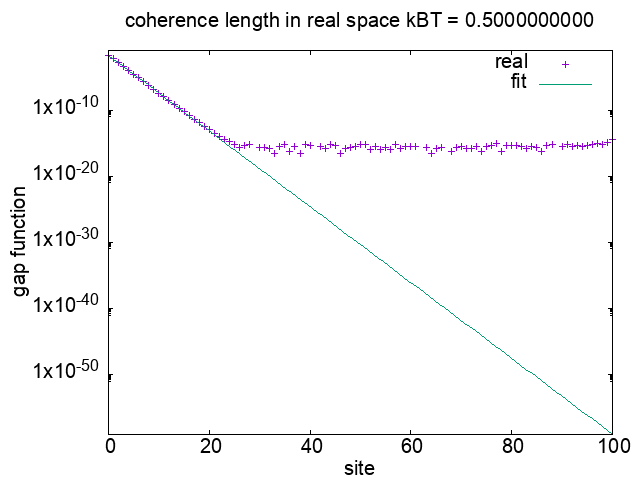 coherence length in real space kBT = 0.5000000000
real
fit
1x10-10
1x10-20
1x10-30
1x10-40
1x10-50
gap function
0 20 40 60 80 100
site